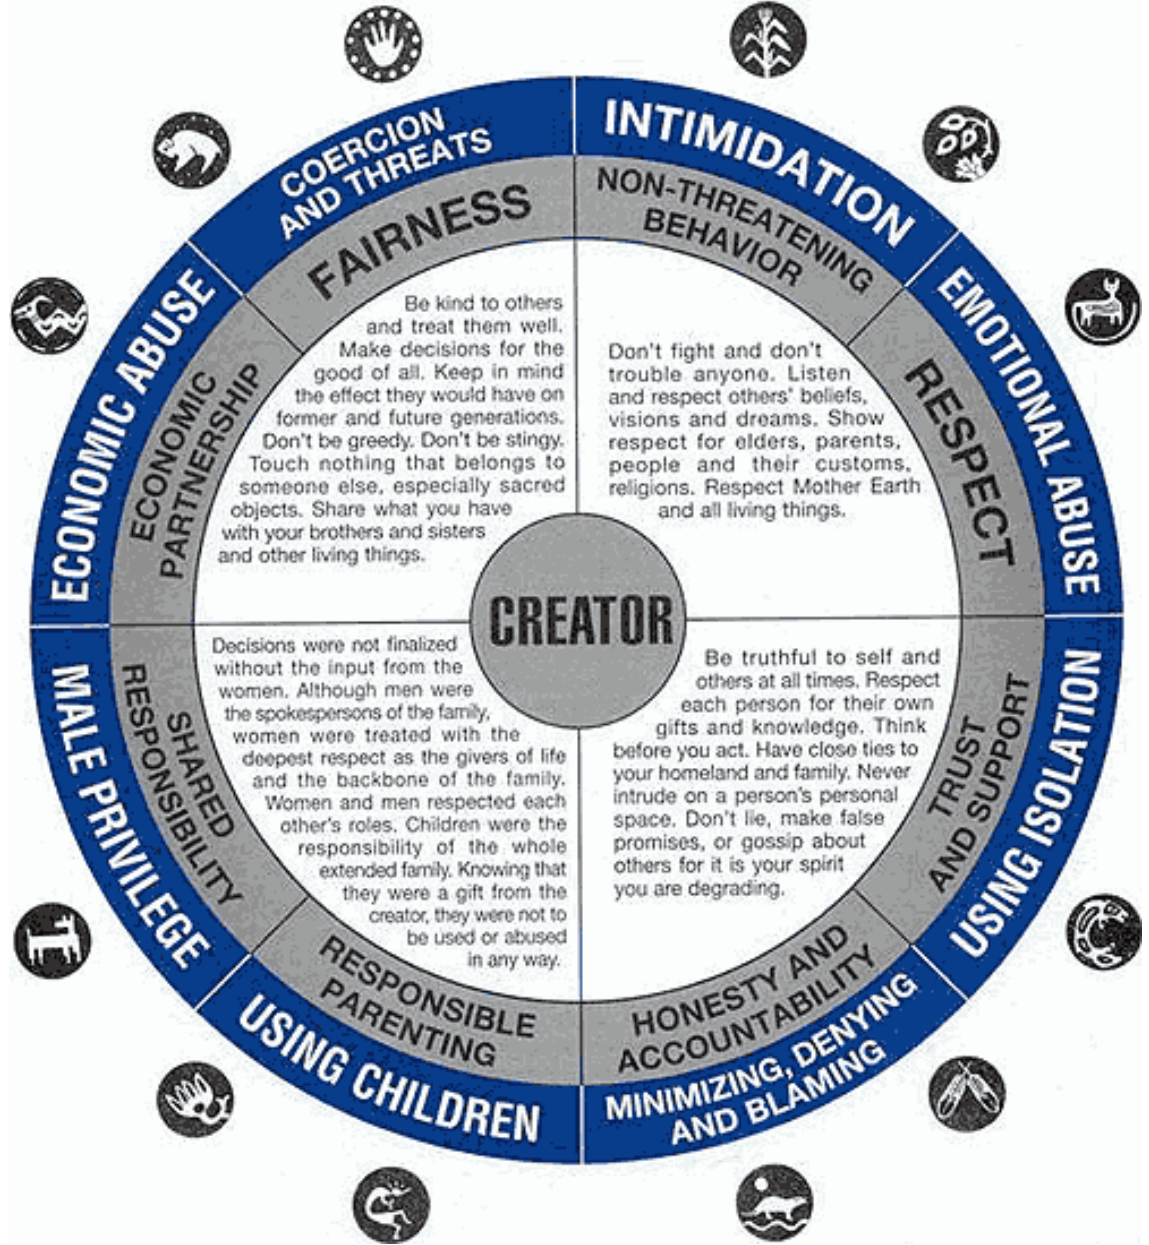 COERCION
AND THREATS
INTIMIDATION
EMOTIONAL ABUSE
USING ISOLATION
MINIMIZING, DENYING
AND BLAMING
USING CHILDREN
MALE PRIVILEGE
ECONOMIC ABUSE
FAIRNESS
NON-THREATENING
BEHAVIOR
RESPECT
TRUST
AND SUPPORT
HONESTY AND
ACCOUNTABILITY
RESPONSIBLE
PARENTING
SHARED
RESPONSIBILITY
ECONOMIC
PARTNERSHIP
Be kind to others
and treat them well.
Make decisions for the
good of all. Keep in mind
the effect they would have on
former and future generations.
Don't be greedy. Don't be stingy.
Touch nothing that belongs to
someone else, especially sacred
objects. Share what you have
with your brothers and sisters
and other living things.
Don't fight and don't
trouble anyone. Listen
and respect others' beliefs,
visions and dreams. Show
respect for elders, parents,
people and their customs,
religions. Respect Mother Earth
and all living things.
CREATOR
Decisions were not finalized
without the input from the
women. Although men were
the spokespersons of the family,
women were treated with the
deepest respect as the givers of life
and the backbone of the family.
Women and men respected each
other's roles. Children were the
responsibility of the whole
extended family. Knowing that
they were a gift from the
creator, they were not to
be used or abused
in any way.
Be truthful to self and
others at all times. Respect
each person for their own
gifts and knowledge. Think
before you act. Have close ties to
your homeland and family. Never
intrude on a person's personal
space. Don't lie, make false
promises, or gossip about
others for it is your spirit
you are degrading.